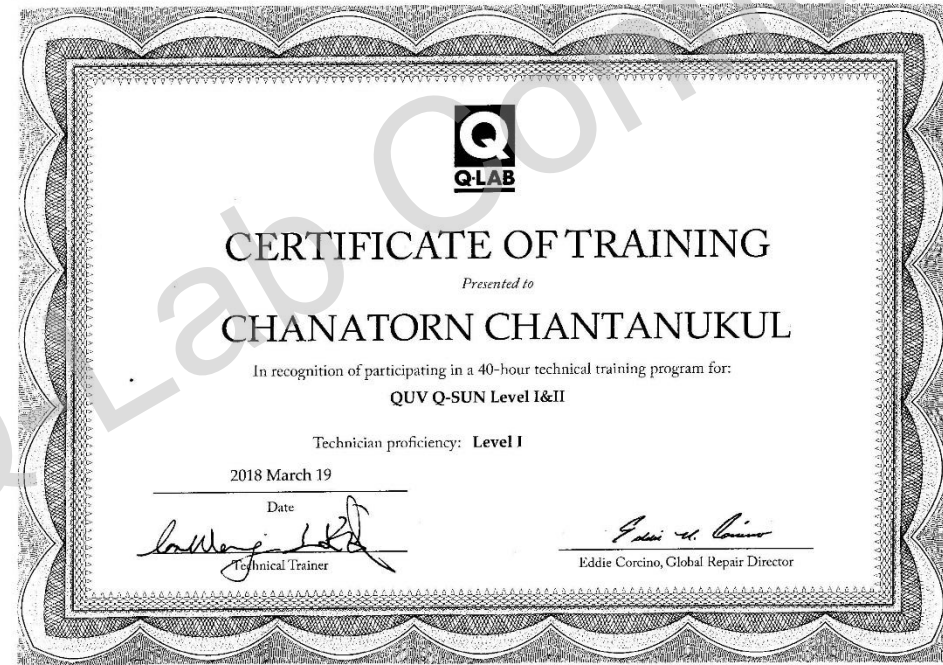 Q
Q-LAB
CERTIFICATE OF TRAINING
Presented to
CHANATORN CHANTANUKUL
In recognition of participating in a 40-hour technical training program for:
QUV Q-SUN Level I&II
Technician proficiency: Level I
2018 March 19
Date
Technical Trainer
Eddie Corcino, Global Repair Director
Q-Lab